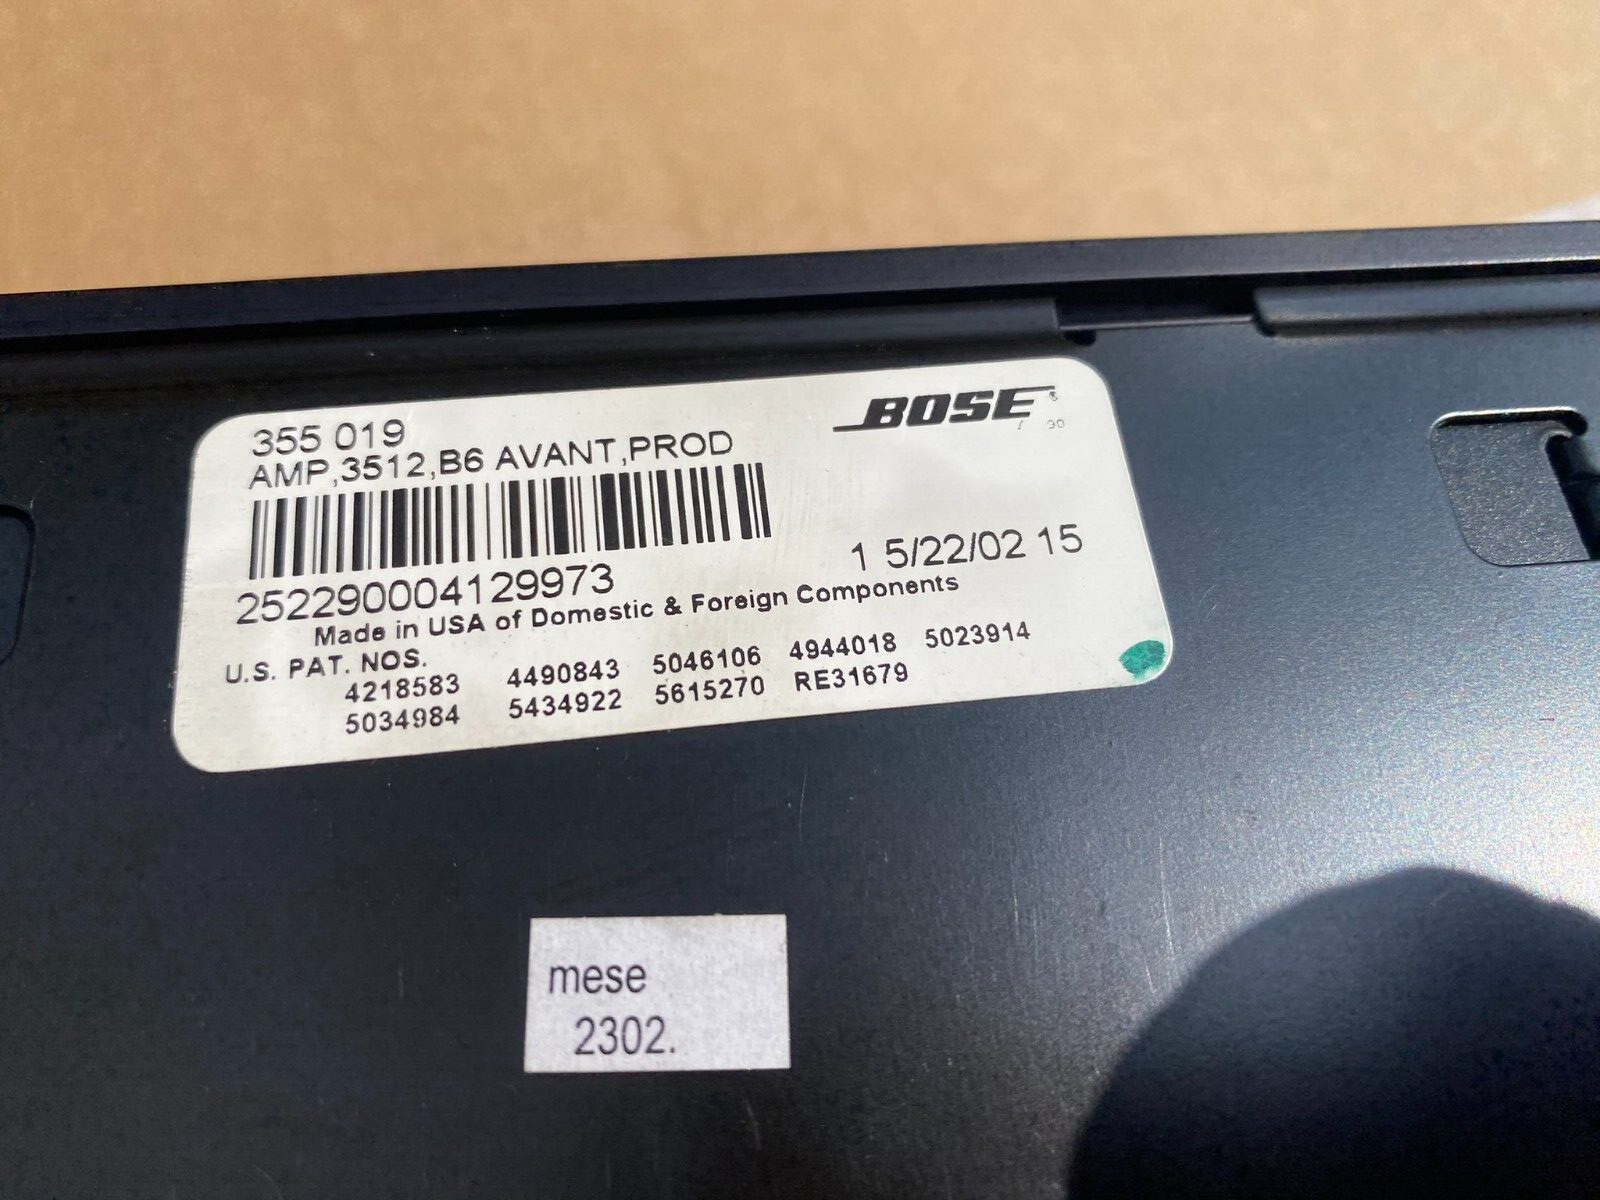 355 019
BOSE
AMP,3512,B6 AVANT,PROD
252290004129973
1 5/22/02 15
Made in USA of Domestic & Foreign Components
U.S. PAT. NOS.
4218583 4490843 5046106 4944018 5023914
5034984 5434922 5615270 RE31679
mese
2302.